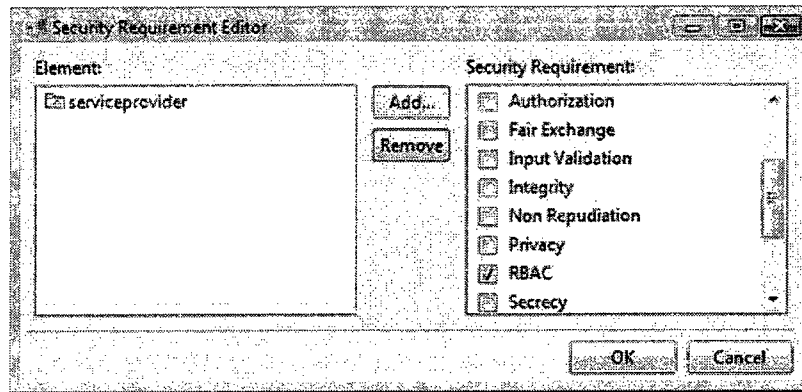 Security Requirement Editor
Element:
serviceprovider
Add...
Remove
Security Requirement:
Authorization
Fair Exchange
Input Validation
Integrity
Non Repudiation
Privacy
RBAC
Secrecy
OK
Cancel